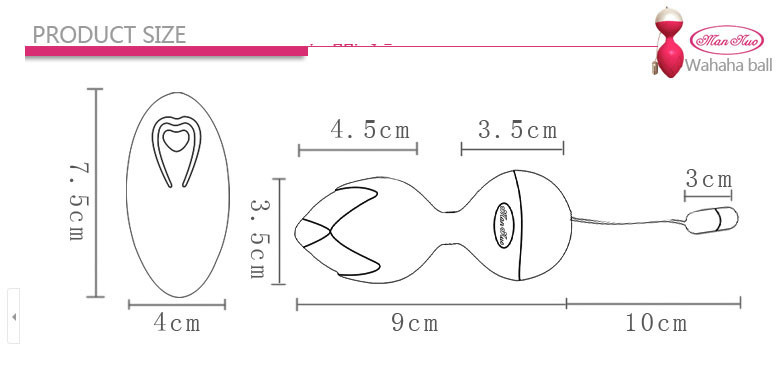 PRODUCT SIZE
Man Nuo
Wahaha ball
4.5cm
3.5cm
3cm
7.5cm
3.5cm
Man Nuo
4cm
9cm
10cm